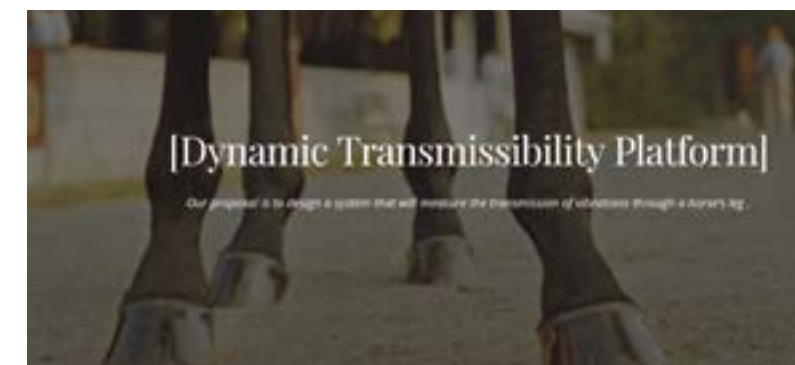 [Dynamic Transmissibility Platform]
Our proposal is to design a system that will measure the transmission of vibrations through a horse's leg .